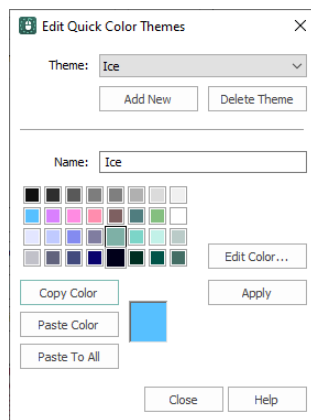 Edit Quick Color Themes
Theme: Ice
Add New Delete Theme
Name: Ice
Edit Color...
Copy Color Apply
Paste Color
Paste To All
Close Help